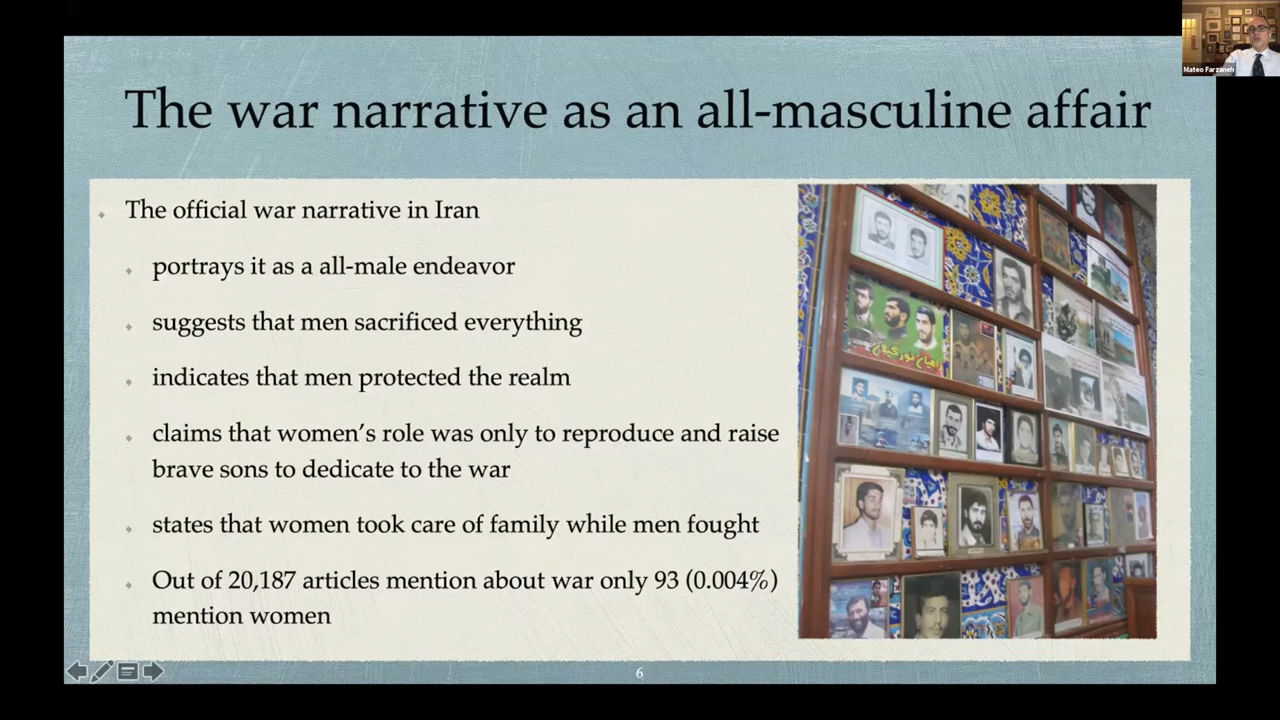 Mateo Farzaneh
The war narrative as an all-masculine affair
The official war narrative in Iran
portrays it as a all-male endeavor
suggests that men sacrificed everything
indicates that men protected the realm
claims that women’s role was only to reproduce and raise
brave sons to dedicate to the war
states that women took care of family while men fought
Out of 20,187 articles mention about war only 93 (0.004%)
mention women
6